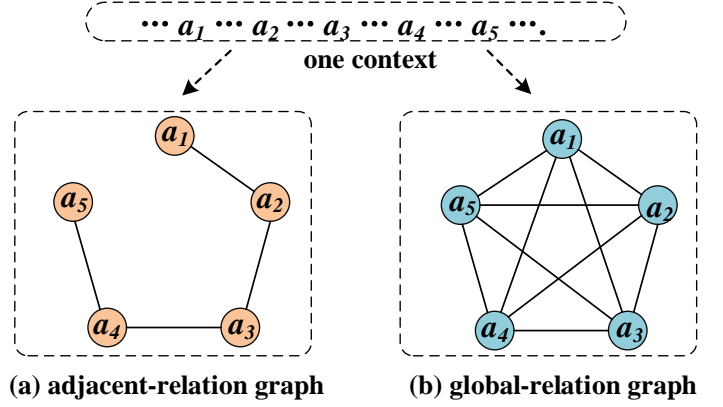 ··· a₁ ··· a₂ ··· a₃ ··· a₄ ··· a₅ ···.
one context
a₁
a₅
a₂
a₄
a₃
a₁
a₅
a₂
a₄
a₃
(a) adjacent-relation graph
(b) global-relation graph